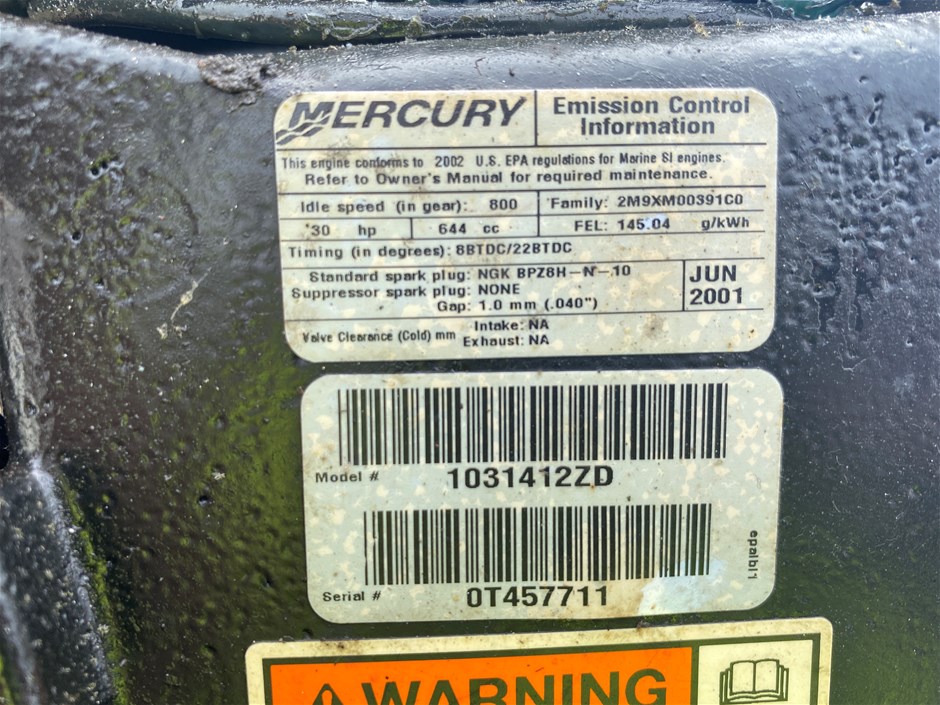 MERCURY
Emission Control
Information
This engine conforms to 2002 U.S. EPA regulations for Marine SI engines.
Refer to Owner's Manual for required maintenance.
Idle speed (in gear): 800
Family: 2M9XM00391C0
30 hp
644 cc
FEL: 145.04 g/kWh
Timing (in degrees): 8BTDC/22BTDC
Standard spark plug: NGK BPZ8H-N-10
Suppressor spark plug: NONE
Gap: 1.0 mm (.040")
JUN
2001
Valve Clearance (Cold) mm
Intake: NA
Exhaust: NA
Model # 1031412ZD
Serial # 0T457711
epalbl1
WARNING